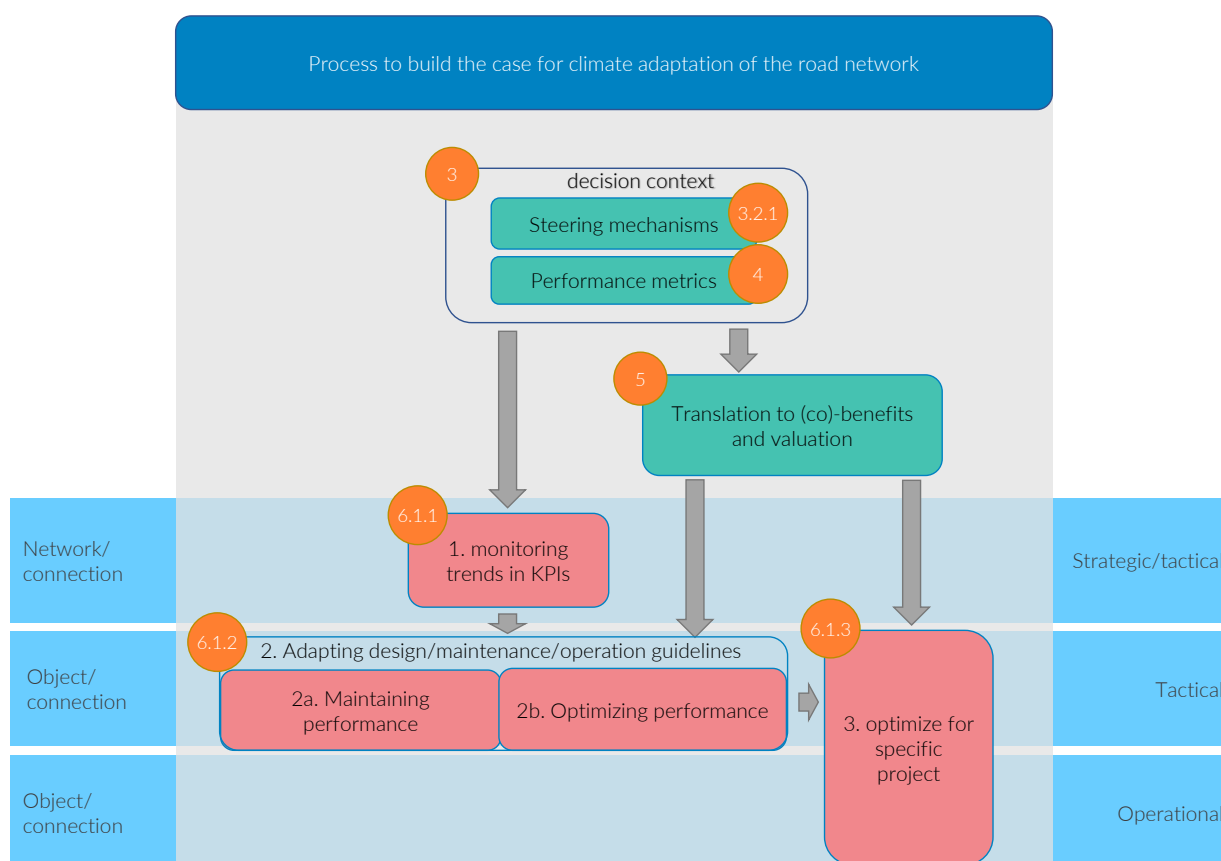 Process to build the case for climate adaptation of the road network
3
decision context
Steering mechanisms
3.2.1
Performance metrics
4
5
Translation to (co)-benefits
and valuation
6.1.1
1. monitoring
trends in KPIs
Network/
connection
Strategic/tactical
6.1.2
2. Adapting design/maintenance/operation guidelines
2a. Maintaining
performance
2b. Optimizing performance
6.1.3
3. optimize for
specific
project
Object/
connection
Tactical
Object/
connection
Operational